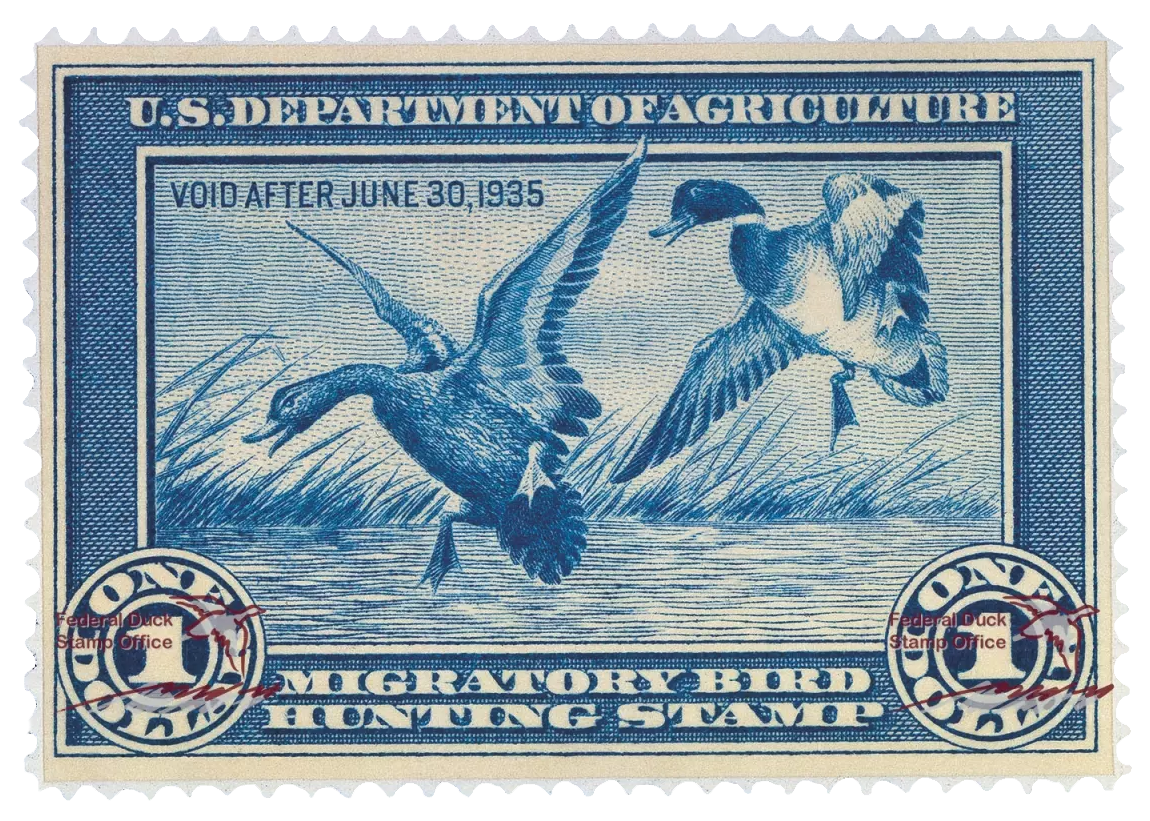 U.S. DEPARTMENT OF AGRICULTURE
VOID AFTER JUNE 30, 1935
ONE
1
DOLL
Federal Duck
Stamp Office
ONE
1
DOLL
Federal Duck
Stamp Office
MIGRATORY BIRD
HUNTING STAMP